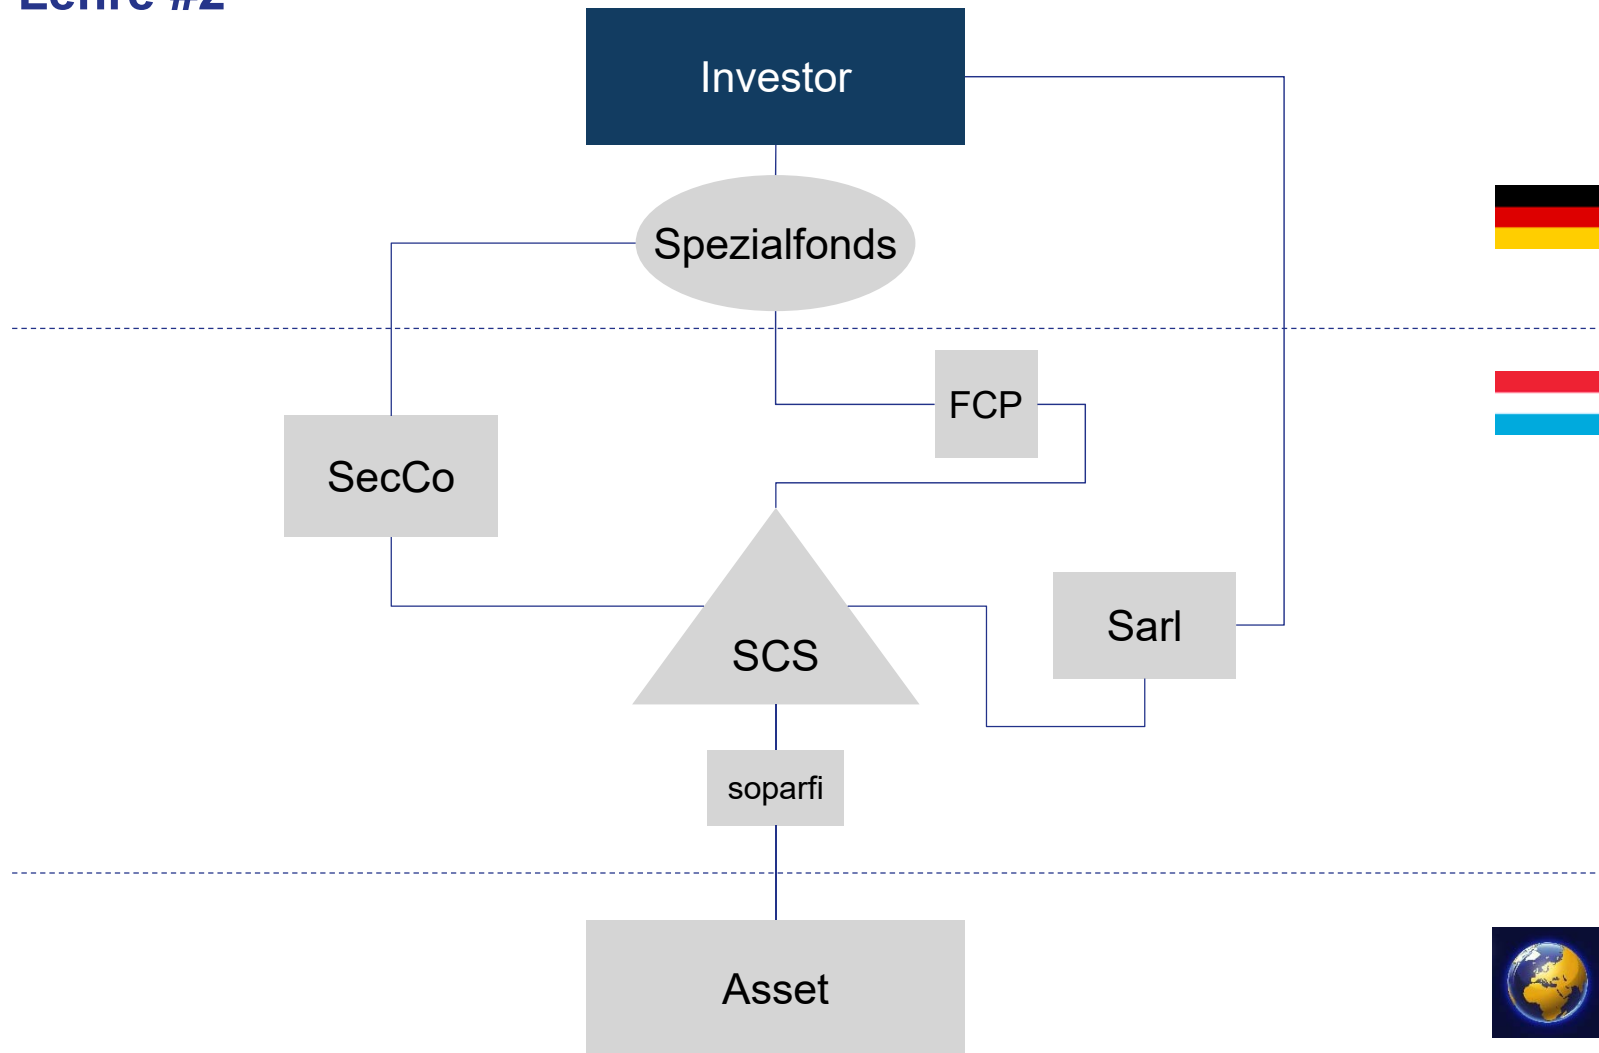 Investor
Spezialfonds
FCP
SecCo
Sarl
SCS
soparfi
Asset